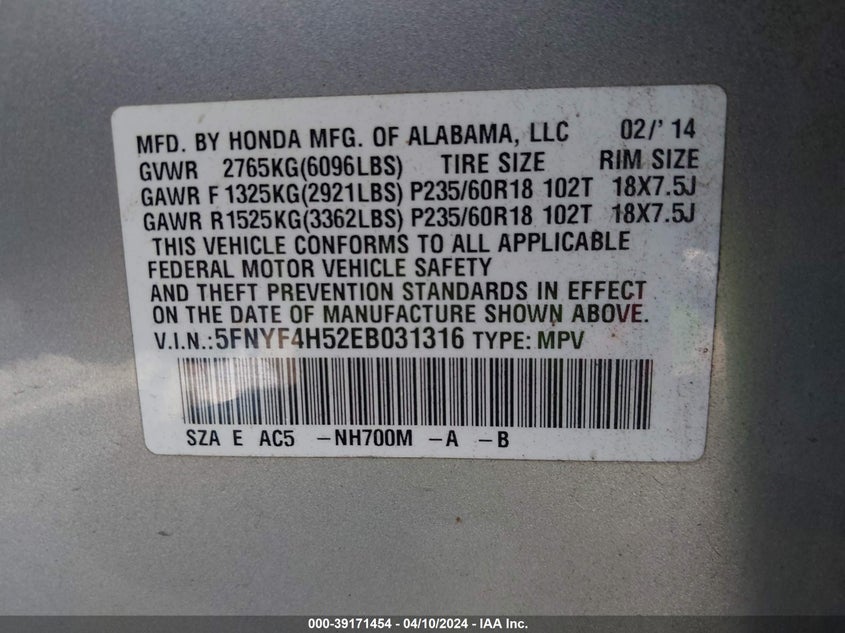 MFD. BY HONDA MFG. OF ALABAMA, LLC 02/' 14
GVWR 2765KG(6096LBS) TIRE SIZE RIM SIZE
GAWR F 1325KG(2921LBS) P235/60R18 102T 18X7.5J
GAWR R1525KG(3362LBS) P235/60R18 102T 18X7.5J
THIS VEHICLE CONFORMS TO ALL APPLICABLE
FEDERAL MOTOR VEHICLE SAFETY
AND THEFT PREVENTION STANDARDS IN EFFECT
ON THE DATE OF MANUFACTURE SHOWN ABOVE.
V.I.N.:5FNYF4H52EB031316 TYPE: MPV
SZA E AC5 -NH700M -A -B
000-39171454 - 04/10/2024 - IAA Inc.